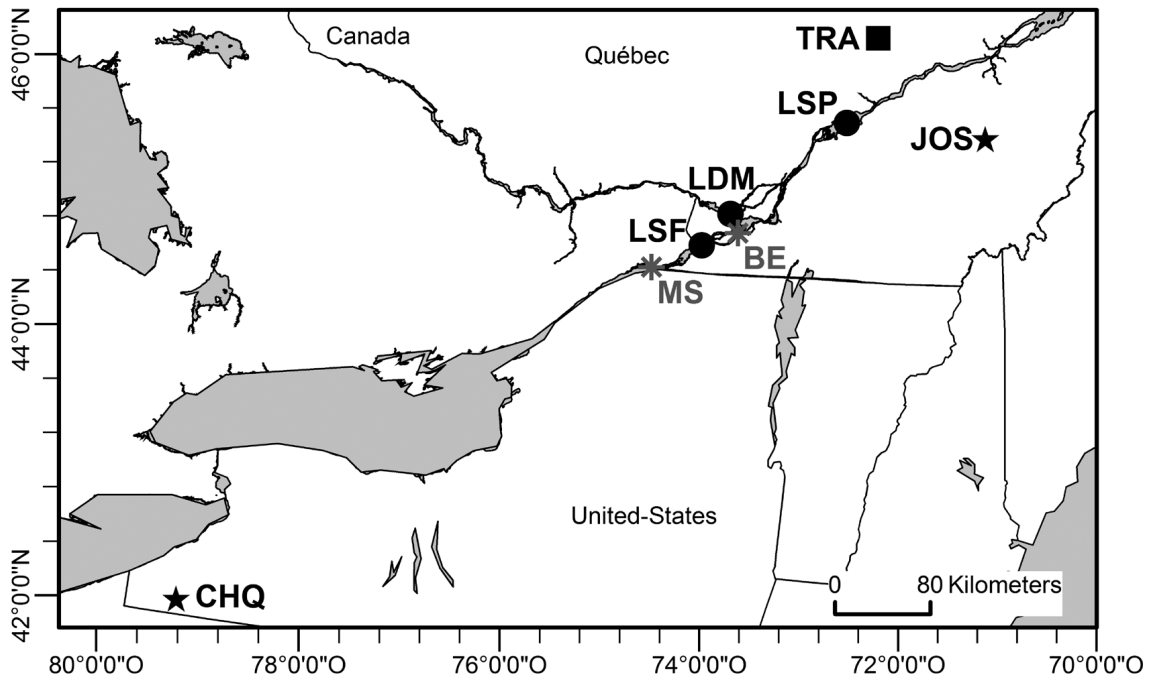 Canada
Québec
TRA
LSP
JOS
LDM
LSF
BE
MS
United-States
CHQ
0 80 Kilometers
46°0'0"N
44°0'0"N
42°0'0"N
80°0'0"O 78°0'0"O 76°0'0"O 74°0'0"O 72°0'0"O 70°0'0"O